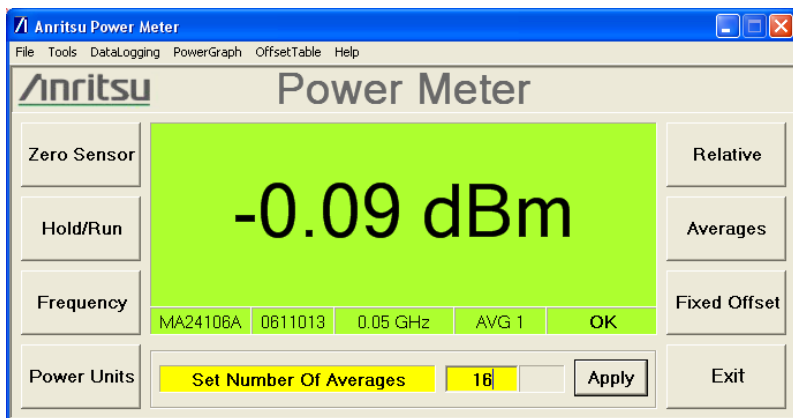 Anritsu Power Meter
File Tools DataLogging PowerGraph OffsetTable Help
Anritsu Power Meter
Zero Sensor
Hold/Run
Frequency
Power Units
-0.09 dBm
MA24106A 0611013 0.05 GHz AVG 1 OK
Set Number Of Averages 16 Apply
Relative
Averages
Fixed Offset
Exit